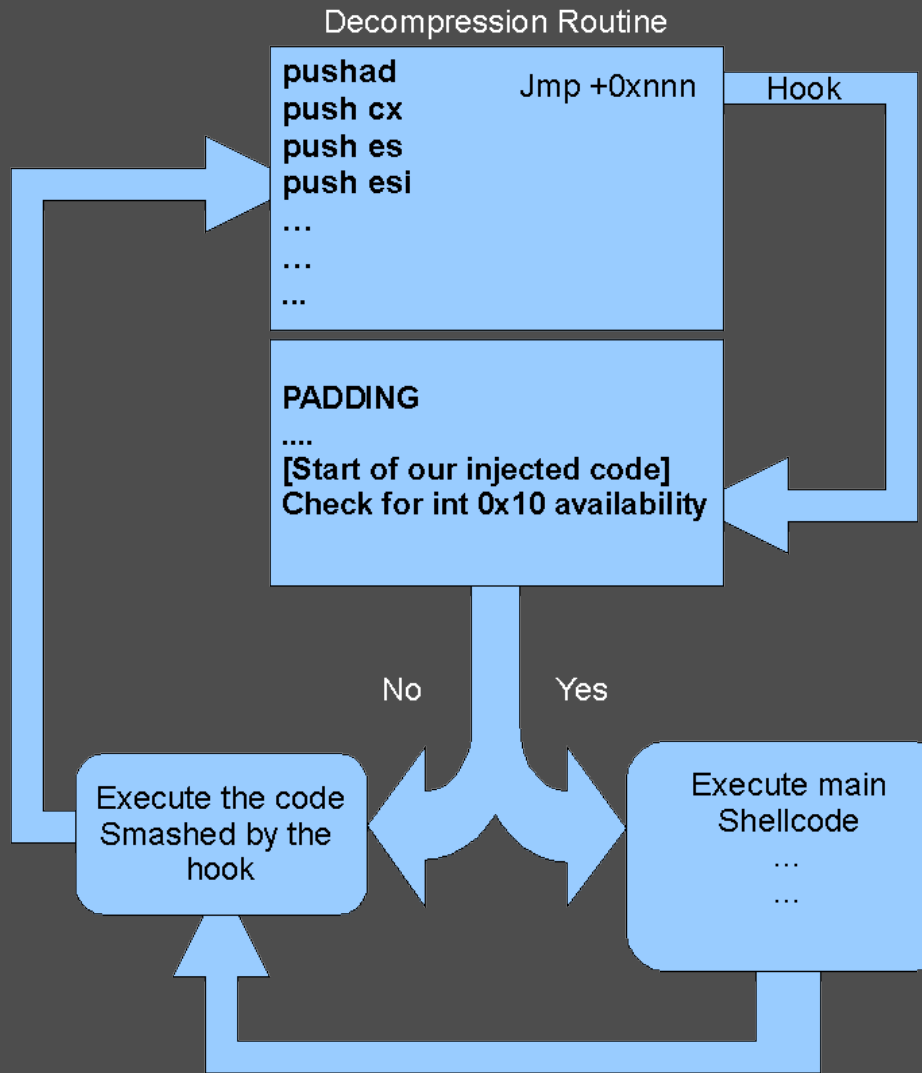 Decompression Routine
pushad
Jmp +0xnnn
Hook
push cx
push es
push esi
...
...
...
PADDING
....
[Start of our injected code]
Check for int 0x10 availability
No
Yes
Execute the code
Smashed by the
hook
Execute main
Shellcode
...
...